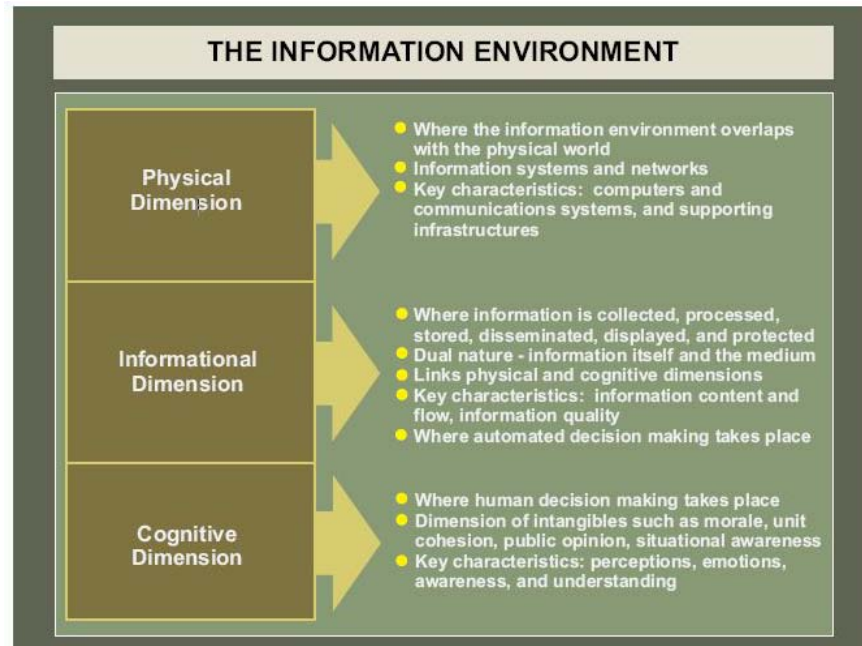 THE INFORMATION ENVIRONMENT
Physical
Dimension
● Where the information environment overlaps
with the physical world
● Information systems and networks
● Key characteristics: computers and
communications systems, and supporting
infrastructures
Informational
Dimension
● Where information is collected, processed,
stored, disseminated, displayed, and protected
● Dual nature - information itself and the medium
● Links physical and cognitive dimensions
● Key characteristics: information content and
flow, information quality
● Where automated decision making takes place
Cognitive
Dimension
● Where human decision making takes place
● Dimension of intangibles such as morale, unit
cohesion, public opinion, situational awareness
● Key characteristics: perceptions, emotions,
awareness, and understanding